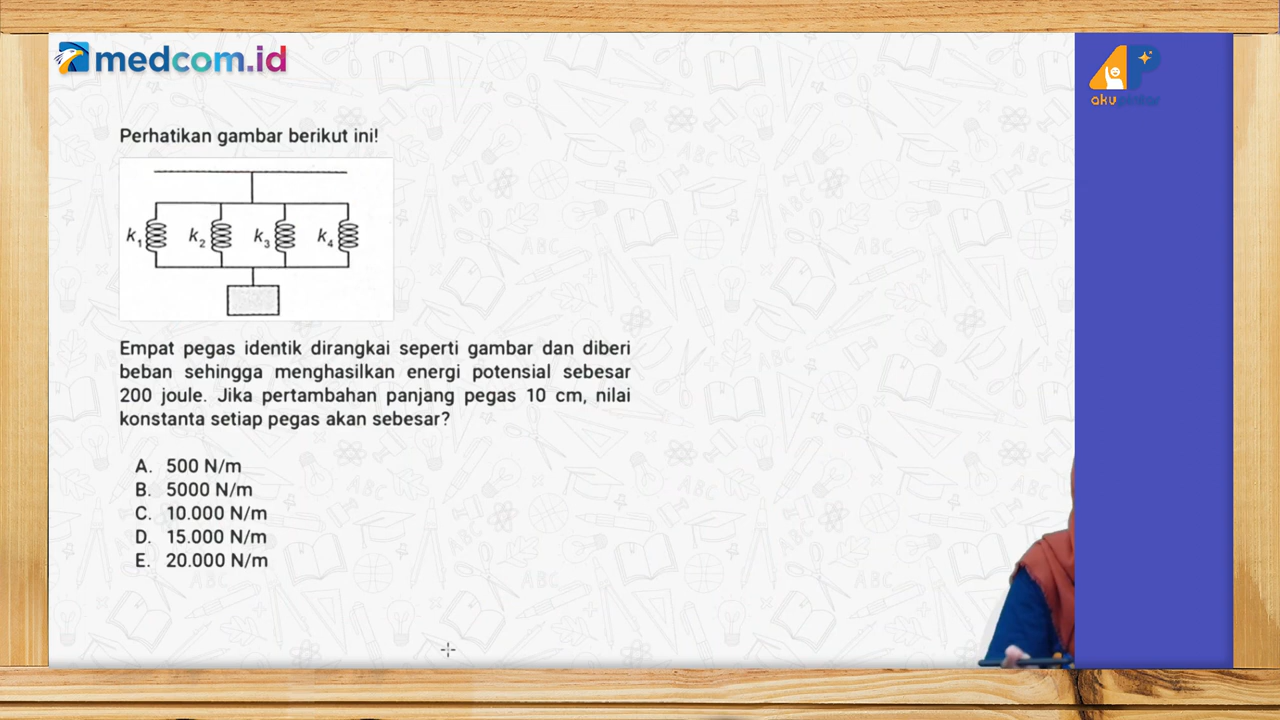 medcom.id
AP
aku
Perhatikan gambar berikut ini!
k1 k2 k3 k4
Empat pegas identik dirangkai seperti gambar dan diberi
beban sehingga menghasilkan energi potensial sebesar
200 joule. Jika pertambahan panjang pegas 10 cm, nilai
konstanta setiap pegas akan sebesar?
A. 500 N/m
B. 5000 N/m
C. 10.000 N/m
D. 15.000 N/m
E. 20.000 N/m